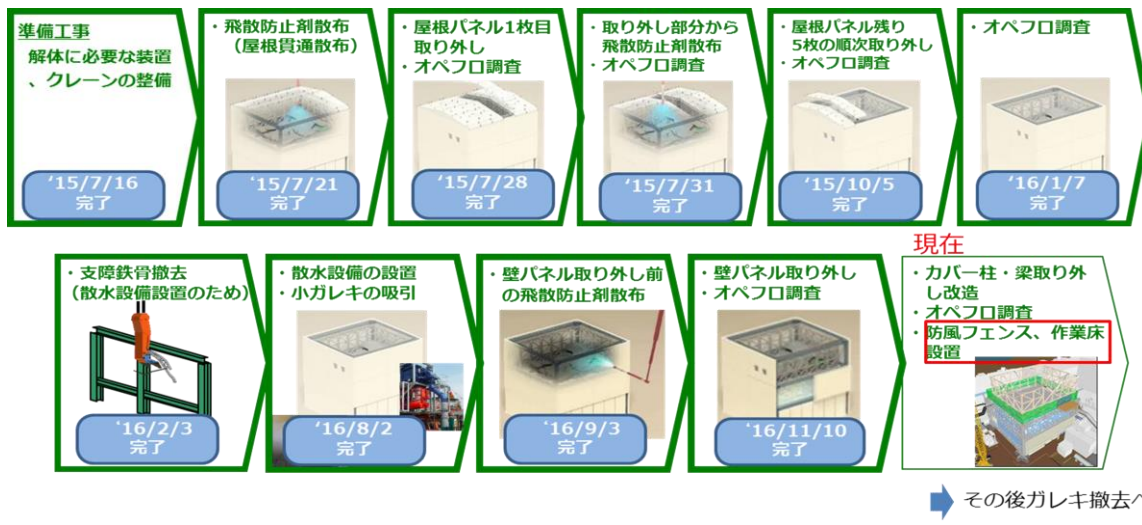 準備工事
解体に必要な装置
、クレーンの整備
‘15/7/16
完了
・飛散防止剤散布
（屋根貫通散布）
‘15/7/21
完了
・屋根パネル1枚目
取り外し
・オペフロ調査
‘15/7/28
完了
・取り外し部分から
飛散防止剤散布
・オペフロ調査
‘15/7/31
完了
・屋根パネル残り
5枚の順次取り外し
・オペフロ調査
‘15/10/5
完了
・オペフロ調査
‘16/1/7
完了
・支障鉄骨撤去
（散水設備設置のため）
‘16/2/3
完了
・散水設備の設置
・小ガレキの吸引
‘16/8/2
完了
・壁パネル取り外し前
の飛散防止剤散布
‘16/9/3
完了
・壁パネル取り外し
・オペフロ調査
‘16/11/10
完了
現在
・カバー柱・梁取り外
し改造
・オペフロ調査
・防風フェンス、作業床
設置
その後ガレキ撤去へ